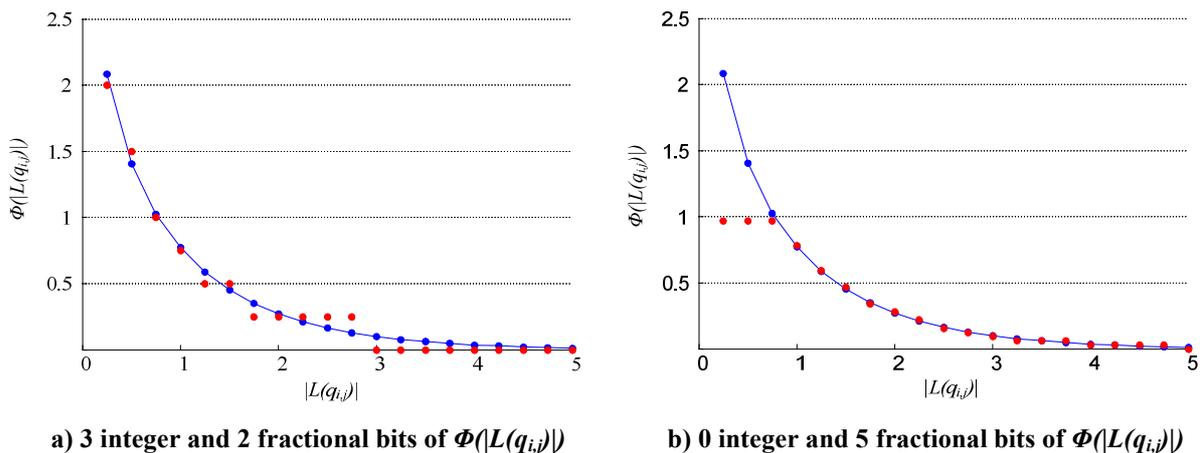 2.5
2
1.5
1
0.5
0 1 2 3 4 5
Φ(|L(qi,j)|)
|L(qi,j)|
a) 3 integer and 2 fractional bits of Φ(|L(qi,j)|)
2.5
2
1.5
1
0.5
0 1 2 3 4 5
Φ(|L(qi,j)|)
|L(qi,j)|
b) 0 integer and 5 fractional bits of Φ(|L(qi,j)|)